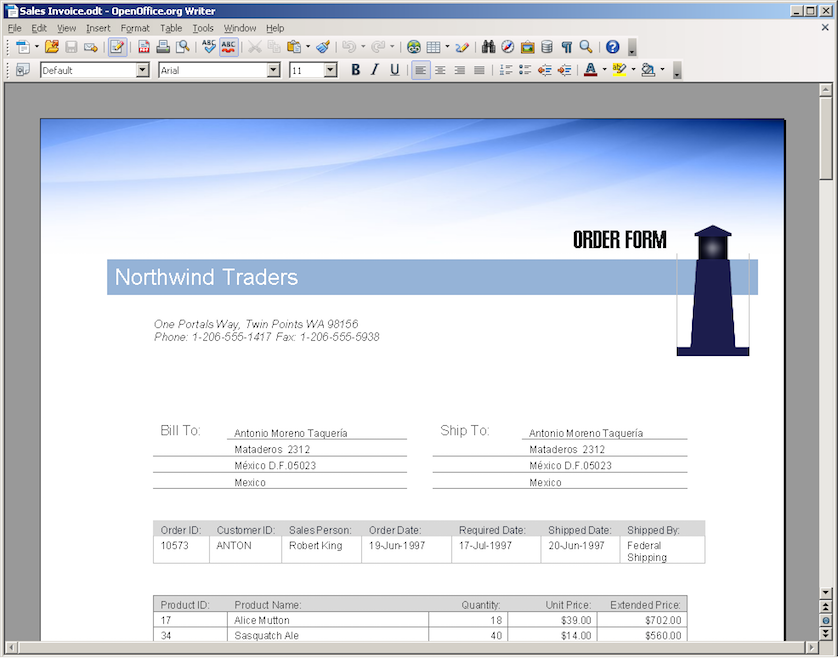 Sales Invoice.odt - OpenOffice.org Writer
File Edit View Insert Format Table Tools Window Help
ABC ABC
Default Arial 11 B I U A
ORDER FORM
Northwind Traders
One Portals Way, Twin Points WA 98156
Phone: 1-206-555-1417 Fax: 1-206-555-5938
Bill To: Antonio Moreno Taquería Ship To: Antonio Moreno Taquería
Mataderos 2312 Mataderos 2312
México D.F.05023 México D.F.05023
Mexico Mexico
Order ID: Customer ID: Sales Person: Order Date: Required Date: Shipped Date: Shipped By:
10573 ANTON Robert King 19-Jun-1997 17-Jul-1997 20-Jun-1997 Federal
Shipping
Product ID: Product Name: Quantity: Unit Price: Extended Price:
17 Alice Mutton 18 $39.00 $702.00
34 Sasquatch Ale 40 $14.00 $560.00